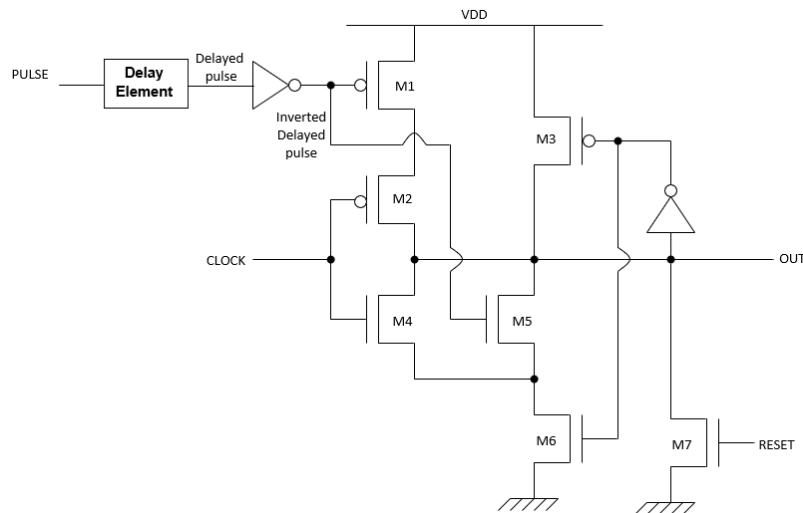 VDD
PULSE
Delay
Element
Delayed
pulse
M1
Inverted
Delayed
pulse
M3
M2
CLOCK
OUT
M4
M5
M6
M7
RESET